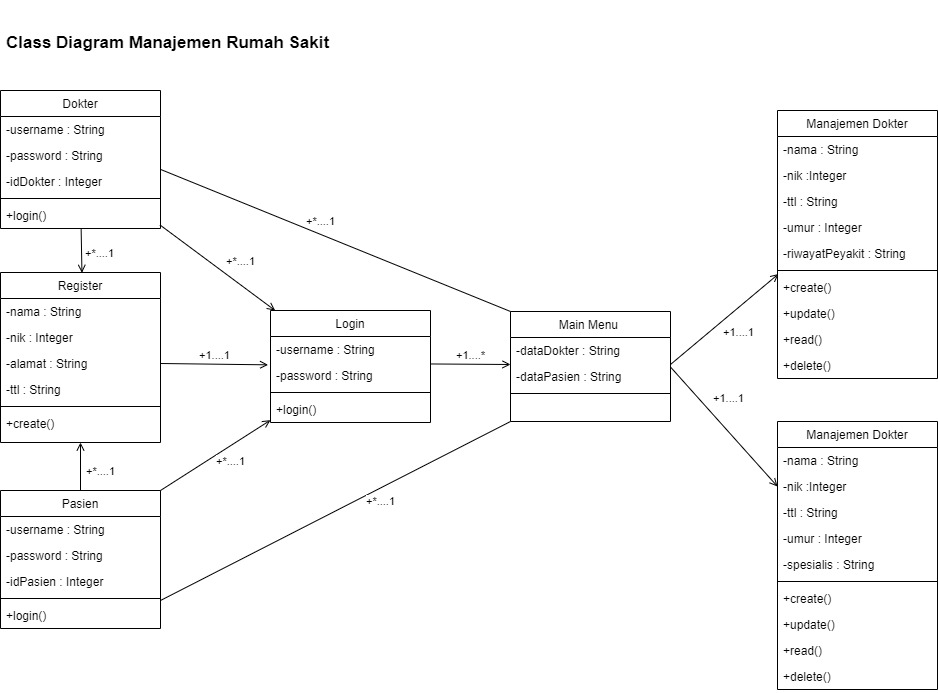 Class Diagram Manajemen Rumah Sakit
Dokter
-username : String
-password : String
-idDokter : Integer
+login()
+*....1
+*....1
+*....1
Register
-nama : String
-nik : Integer
-alamat : String
-ttl : String
+create()
+1....1
+*....1
Pasien
-username : String
-password : String
-idPasien : Integer
+login()
+*....1
+*....1
Login
-username : String
-password : String
+login()
+1....*
Main Menu
-dataDokter : String
-dataPasien : String
+1....1
+1....1
Manajemen Dokter
-nama : String
-nik :Integer
-ttl : String
-umur : Integer
-riwayatPeyakit : String
+create()
+update()
+read()
+delete()
Manajemen Dokter
-nama : String
-nik :Integer
-ttl : String
-umur : Integer
-spesialis : String
+create()
+update()
+read()
+delete()